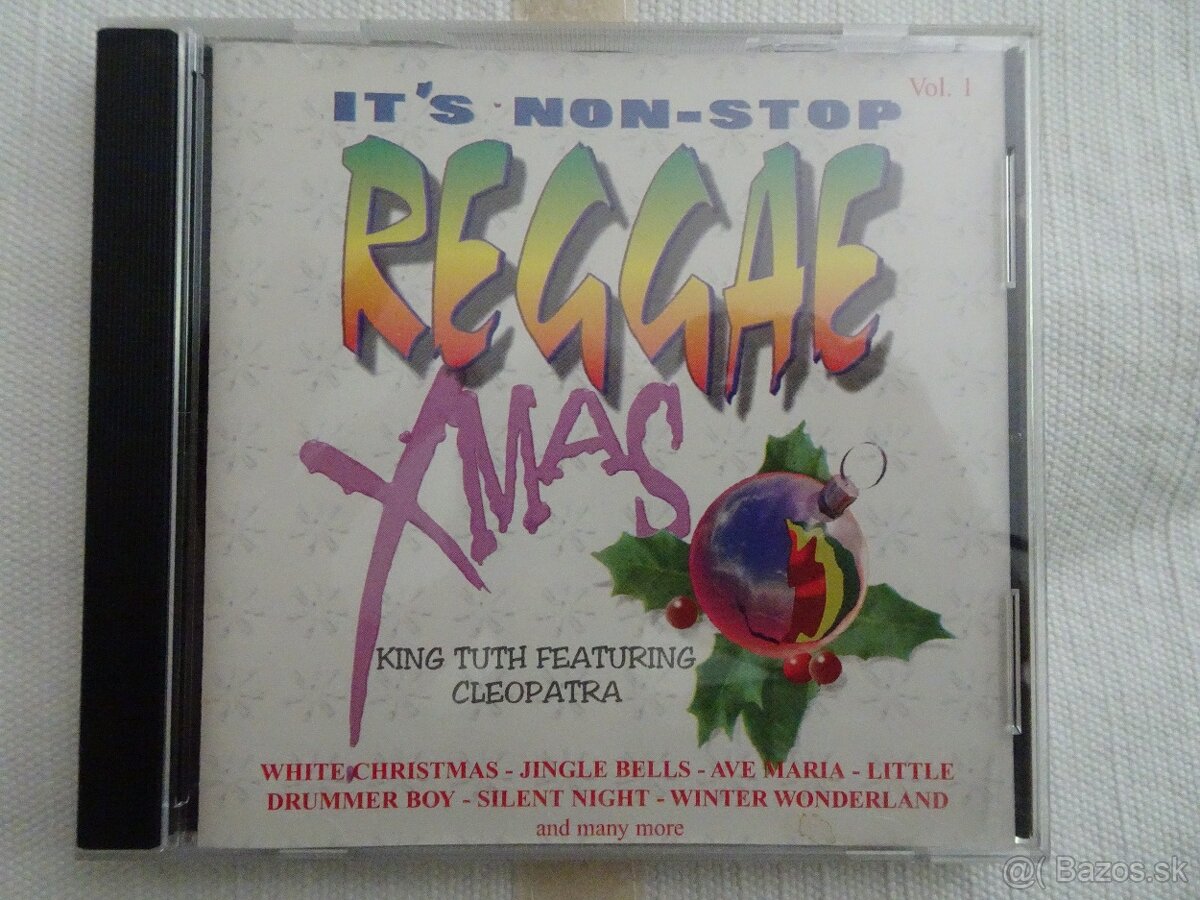 IT'S NON-STOP
Vol. 1
REGGAE
XMAS
KING TUTH FEATURING
CLEOPATRA
WHITE CHRISTMAS - JINGLE BELLS - AVE MARIA - LITTLE
DRUMMER BOY - SILENT NIGHT - WINTER WONDERLAND
and many more
@( Bazos.sk